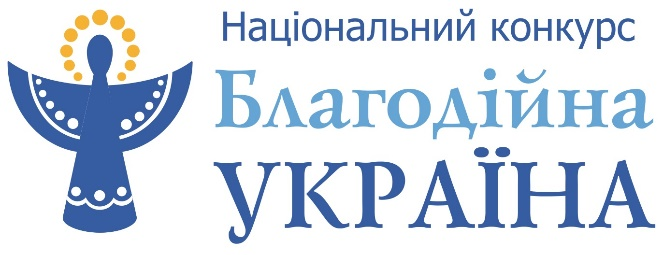 Національний конкурс
Благодійна
УКРАЇНА